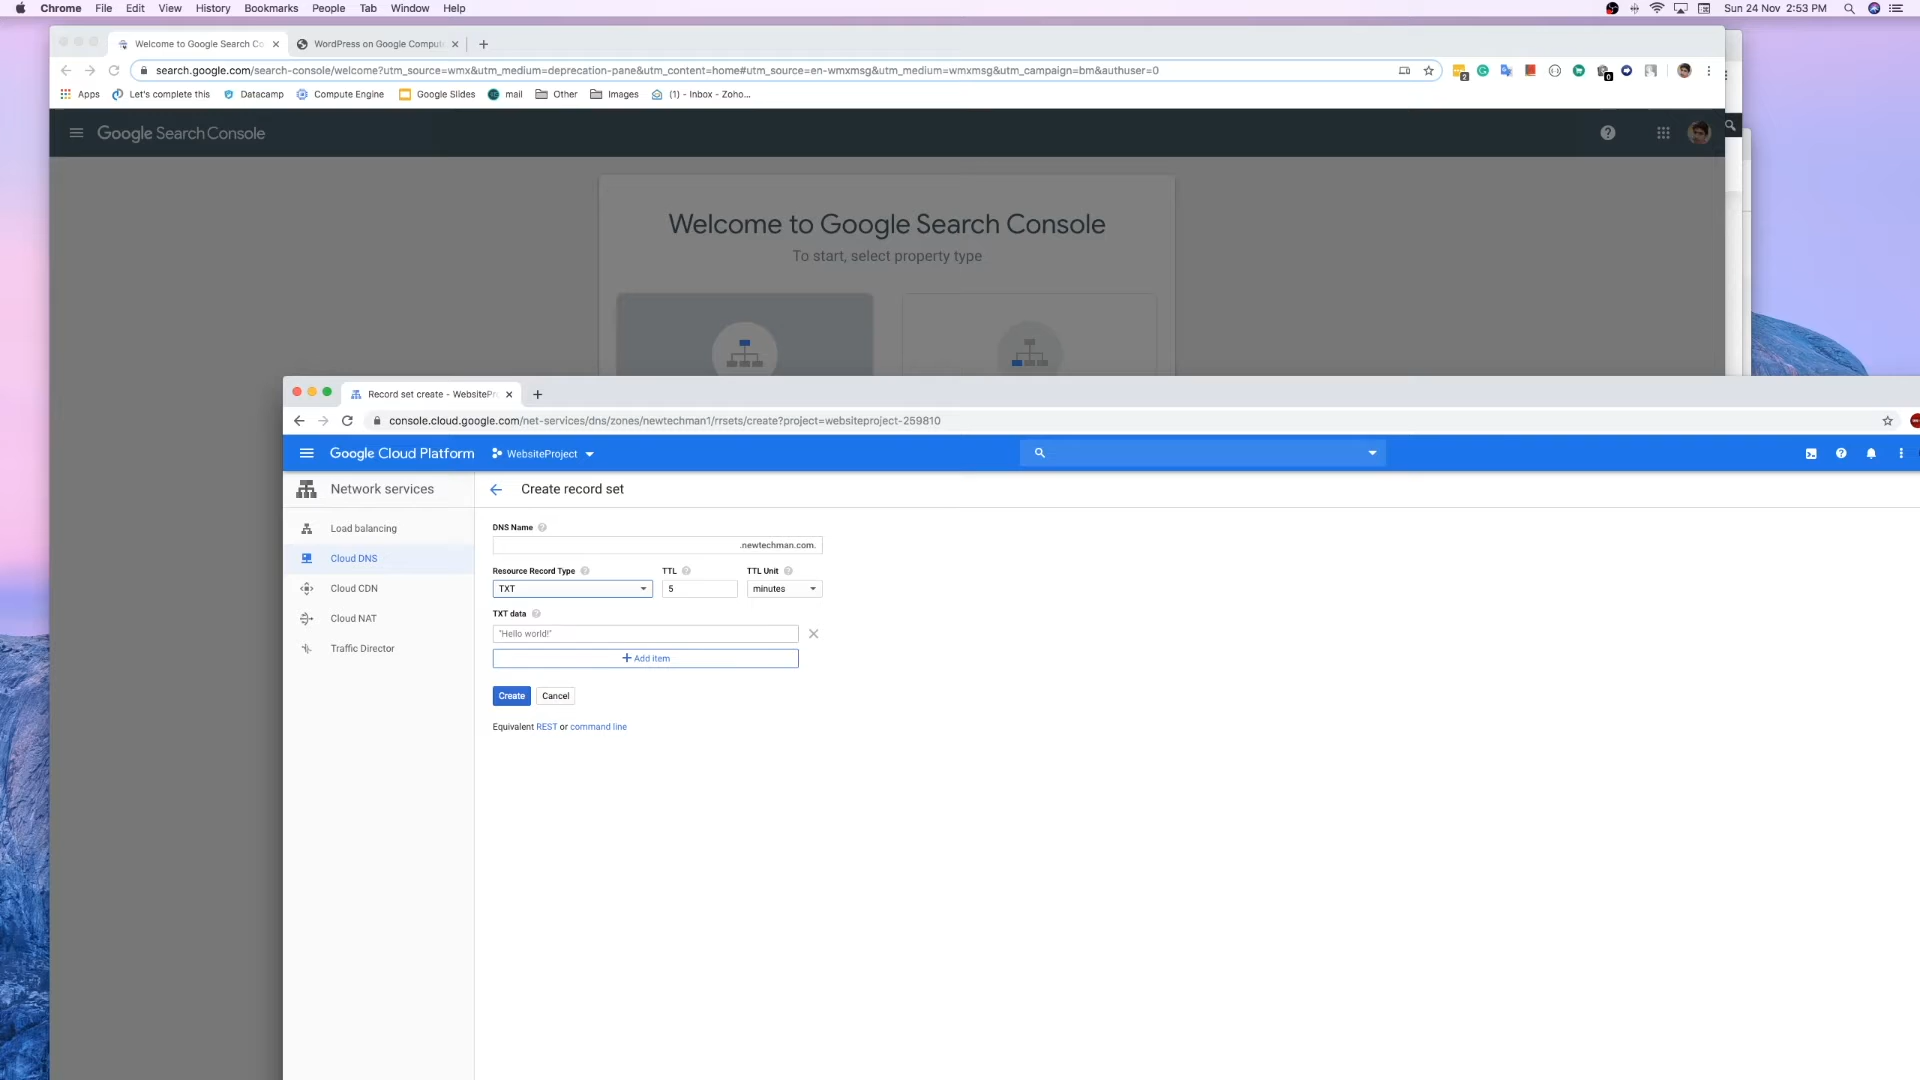 Chrome File Edit View History Bookmarks People Tab Window Help
Sun 24 Nov 2:53 PM
Welcome to Google Search Co
WordPress on Google Comput
search.google.com/search-console/welcome?utm_source=wmx&utm_medium=deprecation-pane&utm_content=home#utm_source=en-wmxmsg&utm_medium=wmxmsg&utm_campaign=bm&authuser=0
2
0
Apps Let's complete this Datacamp Compute Engine Google Slides mail Other Images (1) - Inbox - Zoho...
Google Search Console
Welcome to Google Search Console
To start, select property type
Record set create - WebsitePr
console.cloud.google.com/net-services/dns/zones/newtechman1/rrsets/create?project=websiteproject-259810
Google Cloud Platform WebsiteProject
Network services
Create record set
Load balancing
Cloud DNS
Cloud CDN
Cloud NAT
Traffic Director
DNS Name
.newtechman.com.
Resource Record Type TTL TTL Unit
TXT 5 minutes
TXT data
"Hello world!"
+ Add item
Create Cancel
Equivalent REST or command line